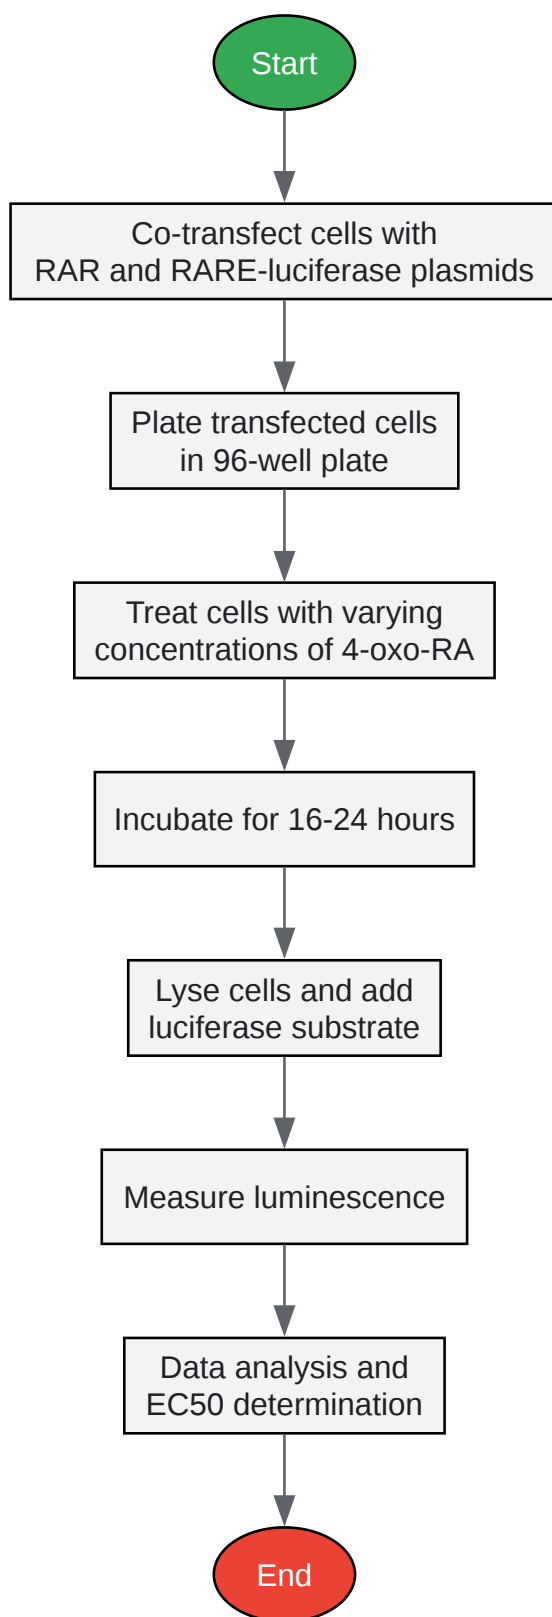 Start
Co-transfect cells with
RAR and RARE-luciferase plasmids
Plate transfected cells
in 96-well plate
Treat cells with varying
concentrations of 4-oxo-RA
Incubate for 16-24 hours
Lyse cells and add
luciferase substrate
Measure luminescence
Data analysis and
EC50 determination
End